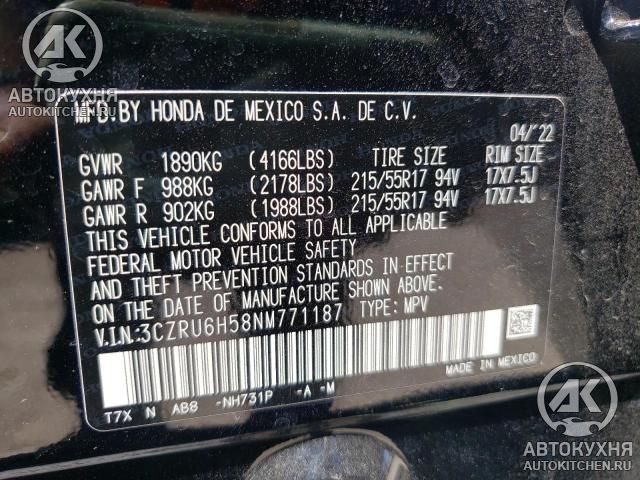 АВТОКУХНЯ
AUTOKITCHEN.RU
MFD. BY HONDA DE MEXICO S.A. DE C.V.
04/'22
GVWR 1890KG (4166LBS) TIRE SIZE RIM SIZE
GAWR F 988KG (2178LBS) 215/55R17 94V 17X7.5J
GAWR R 902KG (1988LBS) 215/55R17 94V 17X7.5J
THIS VEHICLE CONFORMS TO ALL APPLICABLE
FEDERAL MOTOR VEHICLE SAFETY
AND THEFT PREVENTION STANDARDS IN EFFECT
ON THE DATE OF MANUFACTURE SHOWN ABOVE.
V.I.N:3CZRU6H58NM771187 TYPE: MPV
MADE IN MEXICO
T7X N AB8 -NH731P -A -M
АВТОКУХНЯ
AUTOKITCHEN.RU